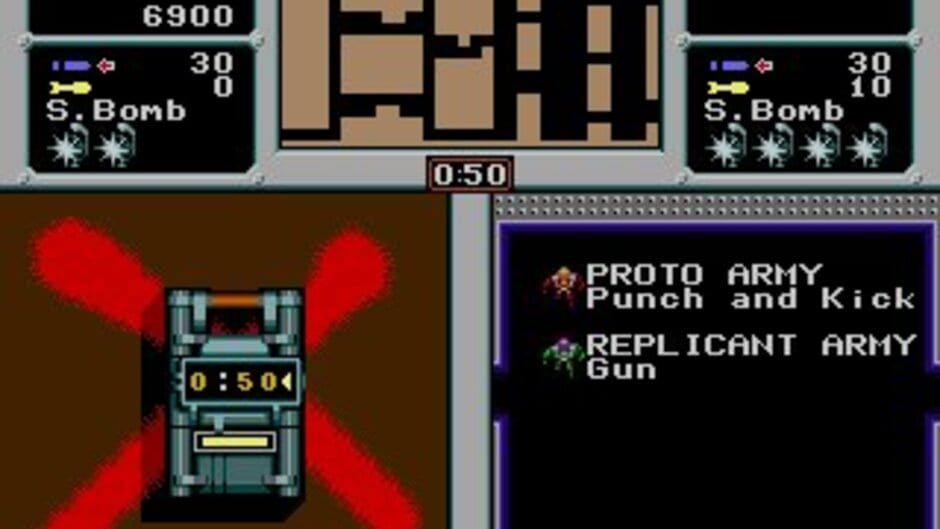 6900
30
0
S.Bomb
30
10
S.Bomb
0:50
0:50
PROTO ARMY
Punch and Kick
REPLICANT ARMY
Gun